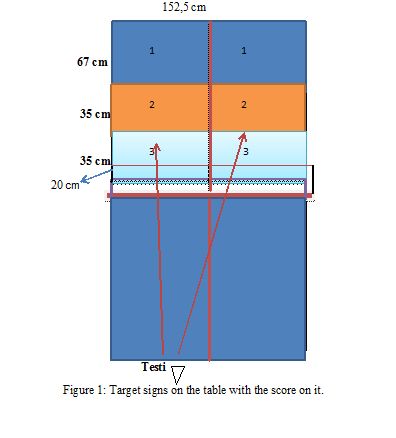 152,5 cm
1 1
67 cm
2 2
35 cm
3 3
35 cm
20 cm
Testi
Figure 1: Target signs on the table with the score on it.